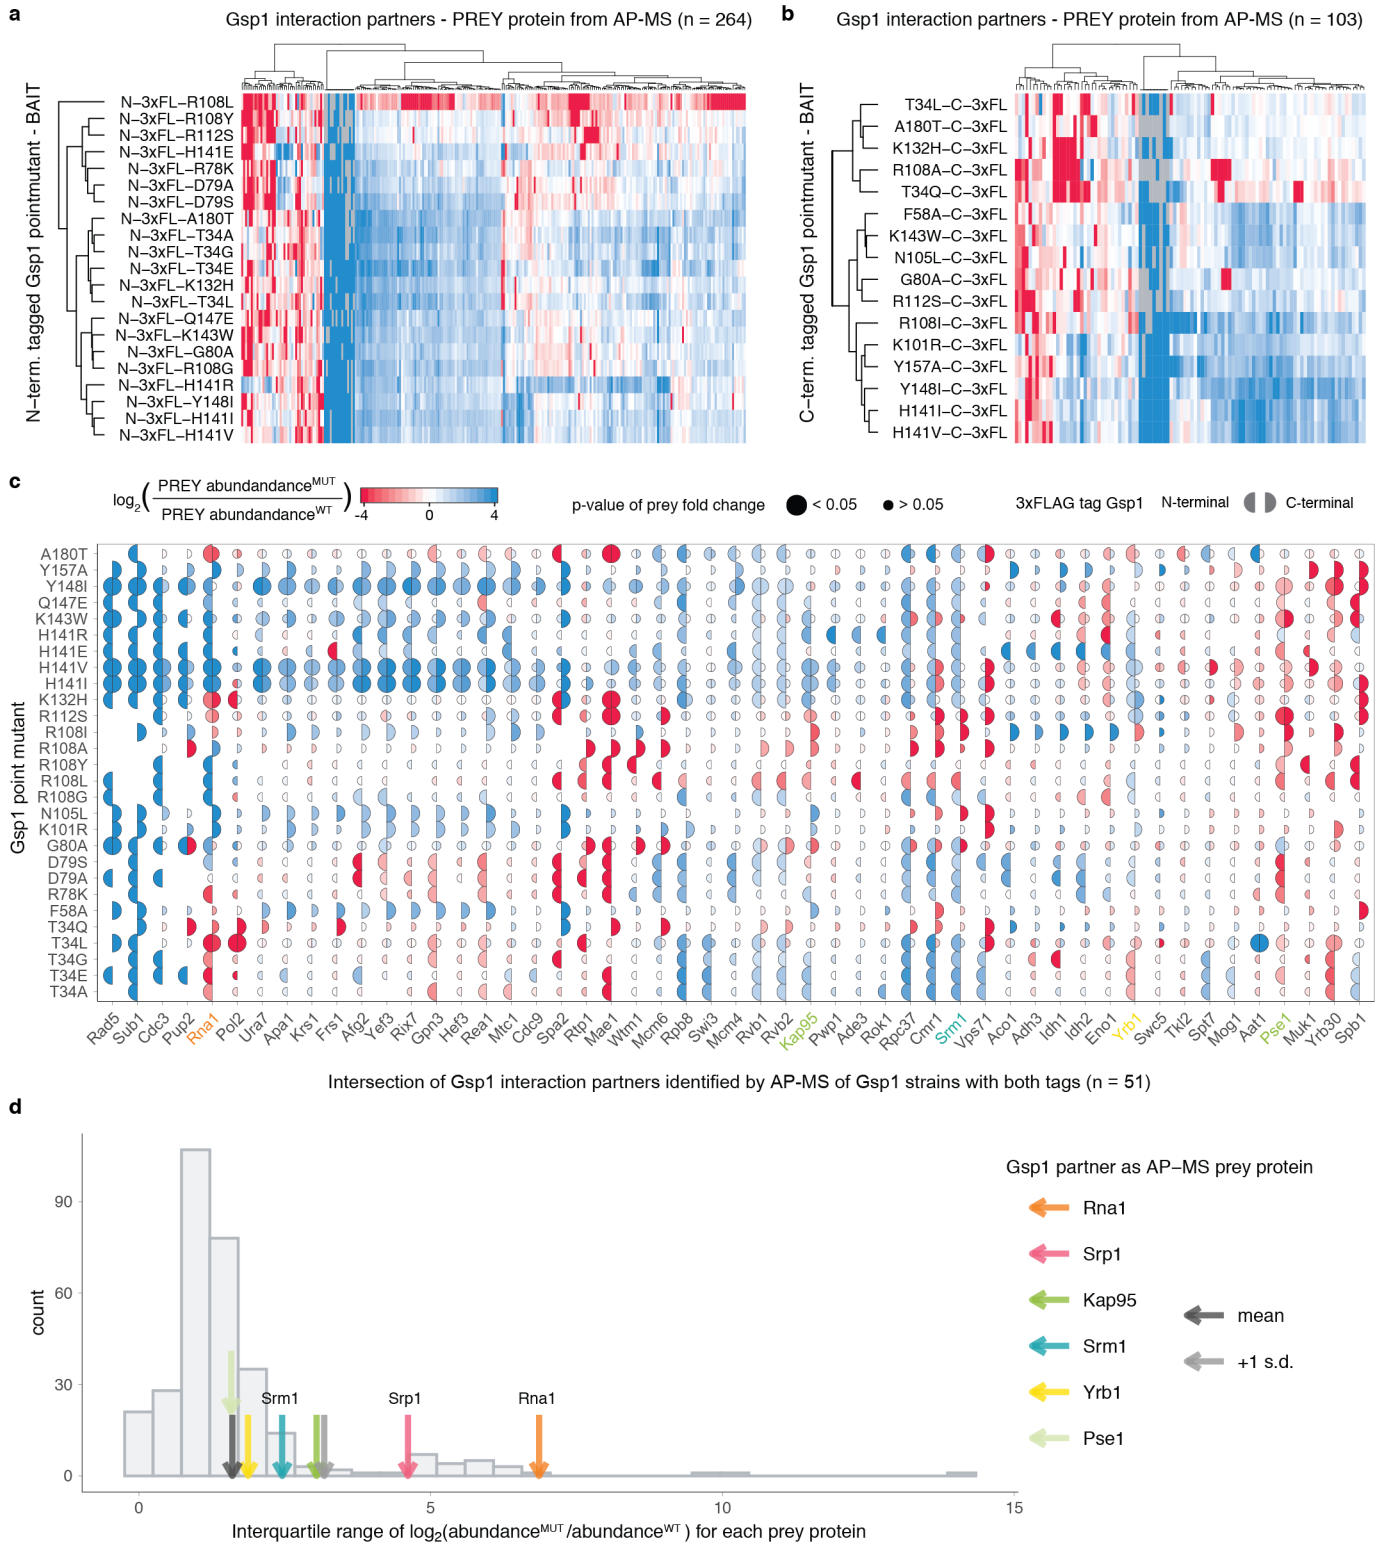 a
Gsp1 interaction partners - PREY protein from AP-MS (n = 264)
N-term. tagged Gsp1 pointmutant - BAIT
N–3xFL–R108L
N–3xFL–R108Y
N–3xFL–R112S
N–3xFL–H141E
N–3xFL–R78K
N–3xFL–D79A
N–3xFL–D79S
N–3xFL–A180T
N–3xFL–T34A
N–3xFL–T34G
N–3xFL–T34E
N–3xFL–K132H
N–3xFL–T34L
N–3xFL–Q147E
N–3xFL–K143W
N–3xFL–G80A
N–3xFL–R108G
N–3xFL–H141R
N–3xFL–Y148I
N–3xFL–H141I
N–3xFL–H141V
b
Gsp1 interaction partners - PREY protein from AP-MS (n = 103)
C-term. tagged Gsp1 pointmutant - BAIT
T34L–C–3xFL
A180T–C–3xFL
K132H–C–3xFL
R108A–C–3xFL
T34Q–C–3xFL
F58A–C–3xFL
K143W–C–3xFL
N105L–C–3xFL
G80A–C–3xFL
R112S–C–3xFL
R108I–C–3xFL
K101R–C–3xFL
Y157A–C–3xFL
Y148I–C–3xFL
H141I–C–3xFL
H141V–C–3xFL
c
log2(PREY abundandanceMUT
PREY abundandanceWT)
-4 0 4
p-value of prey fold change < 0.05 > 0.05
3xFLAG tag Gsp1 N-terminal C-terminal
Gsp1 point mutant
A180T
Y157A
Y148I
Q147E
K143W
H141R
H141E
H141V
H141I
K132H
R112S
R108I
R108A
R108Y
R108L
R108G
N105L
K101R
G80A
D79S
D79A
R78K
F58A
T34Q
T34L
T34G
T34E
T34A
Rad5 Sub1 Cdc3 Pup2 Rna1 Pol2 Ura7 Apa1 Krs1 Frs1 Afg2 Yef3 Rix7 Gpn3 Hef3 Rea1 Mtc1 Cdc9 Spa2 Rtp1 Mae1 Wtm1 Mcm6 Rpb8 Swi3 Mcm4 Rvb1 Rvb2 Kap95 Pwp1 Ade3 Rok1 Rpc37 Cmr1 Srm1 Vps71 Aco1 Adh3 Idh1 Idh2 Eno1 Yrb1 Swc5 Tkl2 Spt7 Mog1 Aat1 Pse1 Muk1 Yrb30 Spb1
Intersection of Gsp1 interaction partners identified by AP-MS of Gsp1 strains with both tags (n = 51)
d
count
90
60
30
0
Srm1 Srp1 Rna1
0 5 10 15
Interquartile range of log2(abundanceMUT/abundanceWT) for each prey protein
Gsp1 partner as AP–MS prey protein
Rna1
Srp1
Kap95
Srm1
Yrb1
Pse1
mean
+1 s.d.